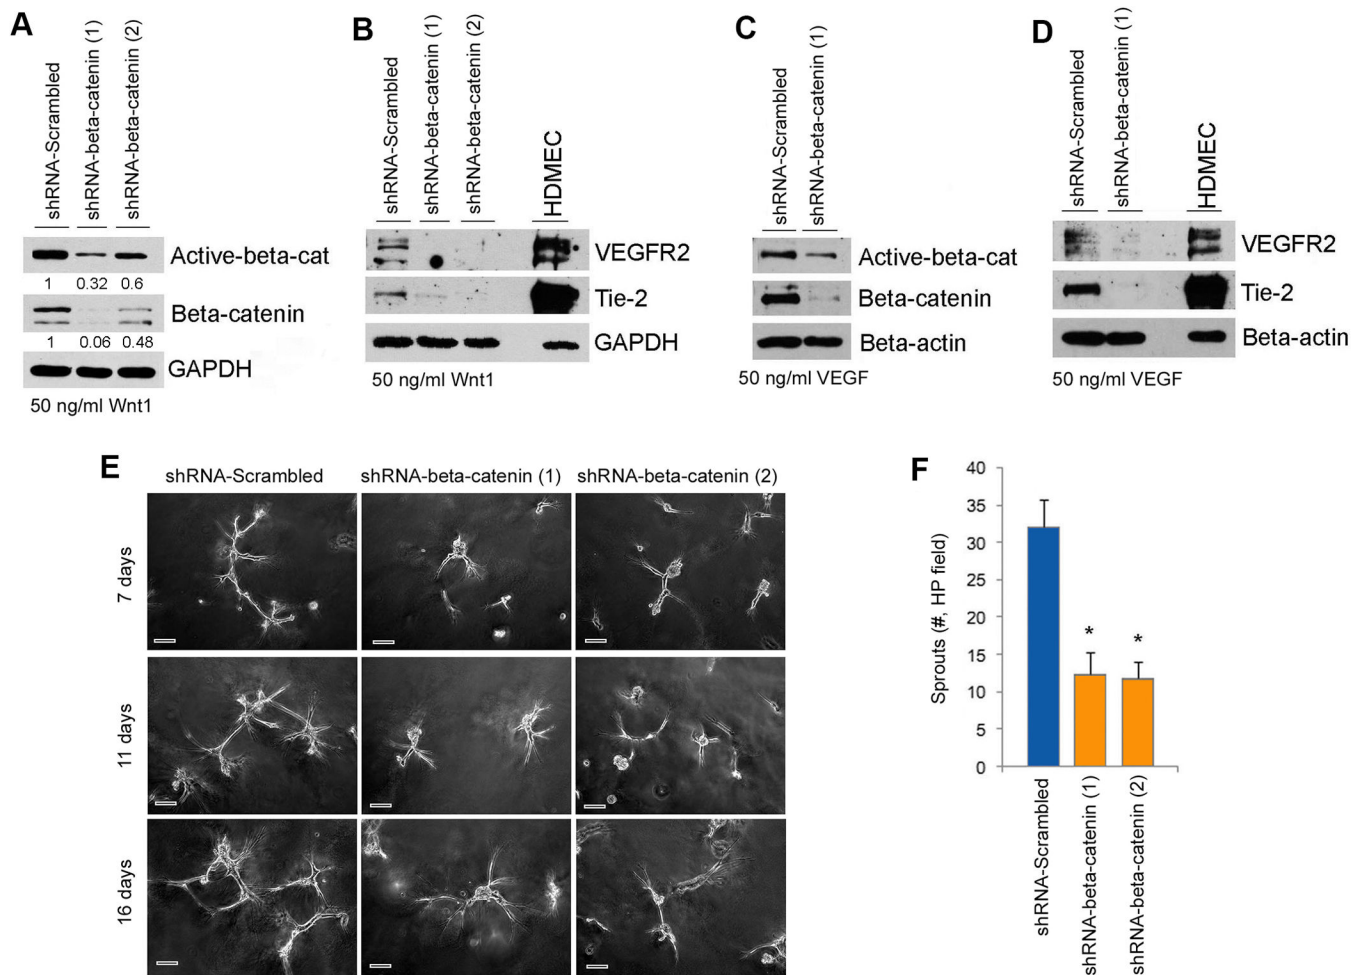 A
shRNA-Scrambled
shRNA-beta-catenin (1)
shRNA-beta-catenin (2)
Active-beta-cat
1 0.32 0.6
Beta-catenin
1 0.06 0.48
GAPDH
50 ng/ml Wnt1
B
shRNA-Scrambled
shRNA-beta-catenin (1)
shRNA-beta-catenin (2)
HDMEC
VEGFR2
Tie-2
GAPDH
50 ng/ml Wnt1
C
shRNA-Scrambled
shRNA-beta-catenin (1)
Active-beta-cat
Beta-catenin
Beta-actin
50 ng/ml VEGF
D
shRNA-Scrambled
shRNA-beta-catenin (1)
HDMEC
VEGFR2
Tie-2
Beta-actin
50 ng/ml VEGF
E
shRNA-Scrambled
shRNA-beta-catenin (1)
shRNA-beta-catenin (2)
7 days
11 days
16 days
F
Sprouts (#, HP field)
40
35
30
25
20
15
10
5
0
*
*
shRNA-Scrambled
shRNA-beta-catenin (1)
shRNA-beta-catenin (2)